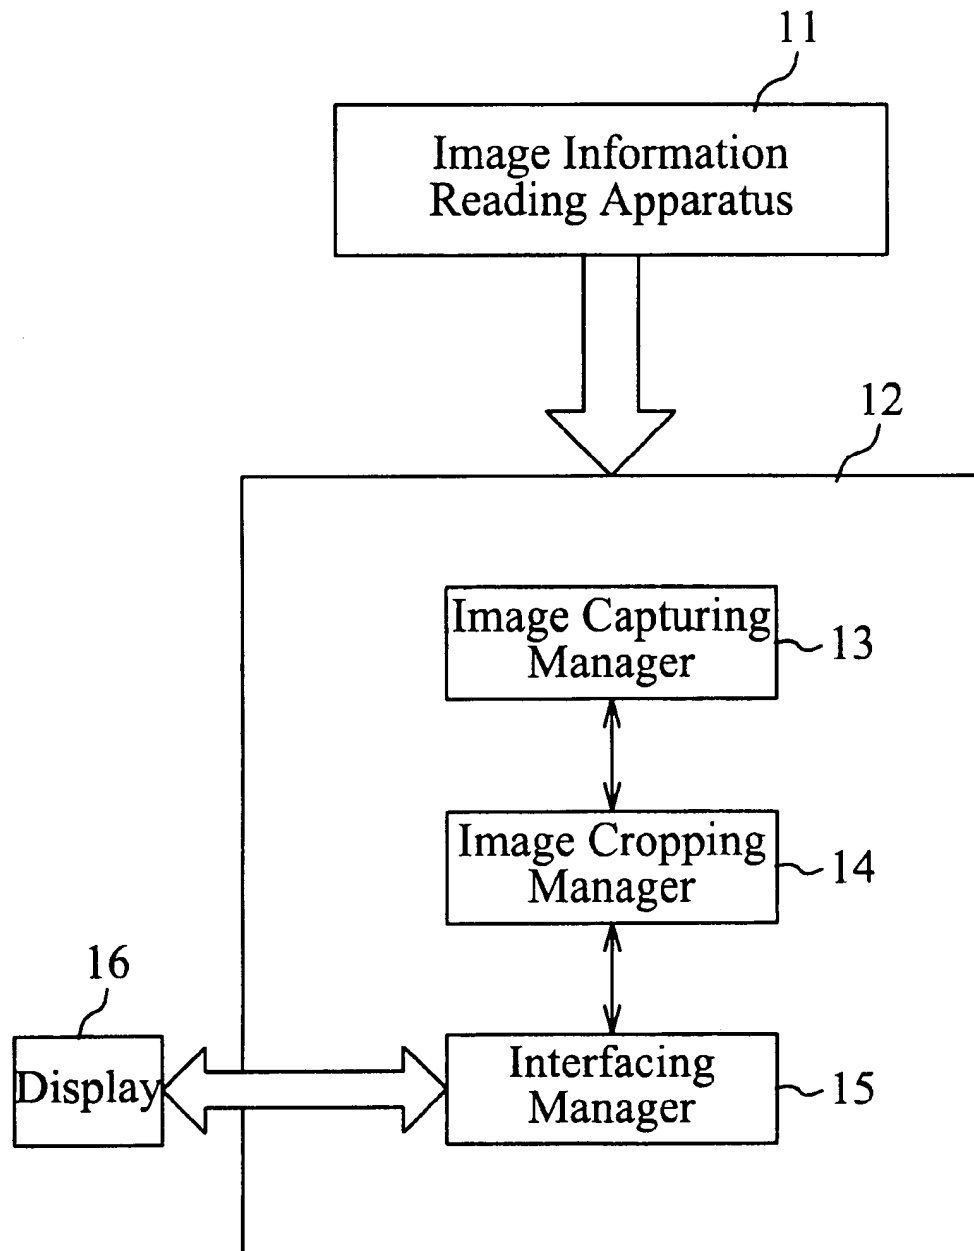 11
Image Information
Reading Apparatus
12
Image Capturing
Manager
13
Image Cropping
Manager
14
16
Display
Interfacing
Manager
15